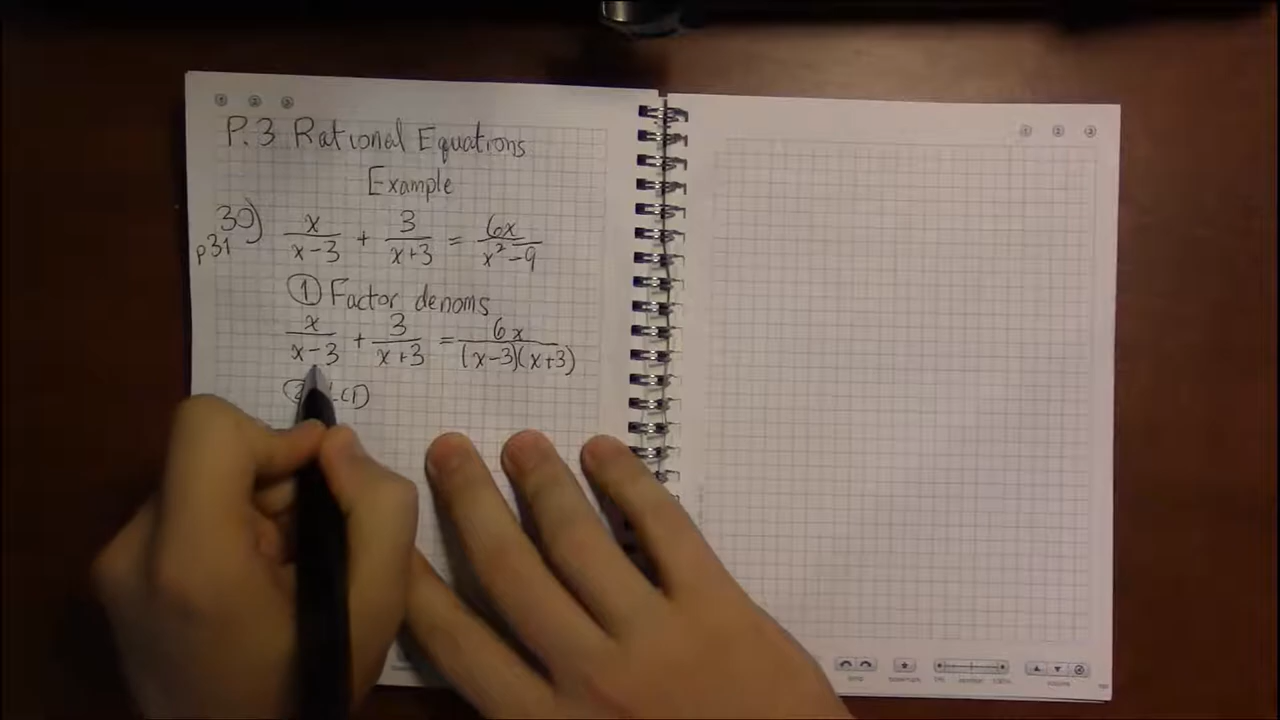 P.3 Rational Equations
Example
30) x/(x-3) + 3/(x+3) = 6x/(x²-9)
p31
① Factor denoms
x/(x-3) + 3/(x+3) = 6x/((x-3)(x+3))
② LCD